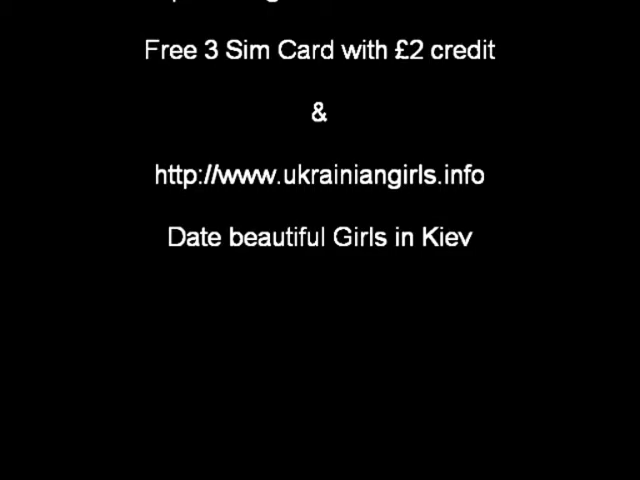 Free 3 Sim Card with £2 credit
&
http://www.ukrainiangirls.info
Date beautiful Girls in Kiev